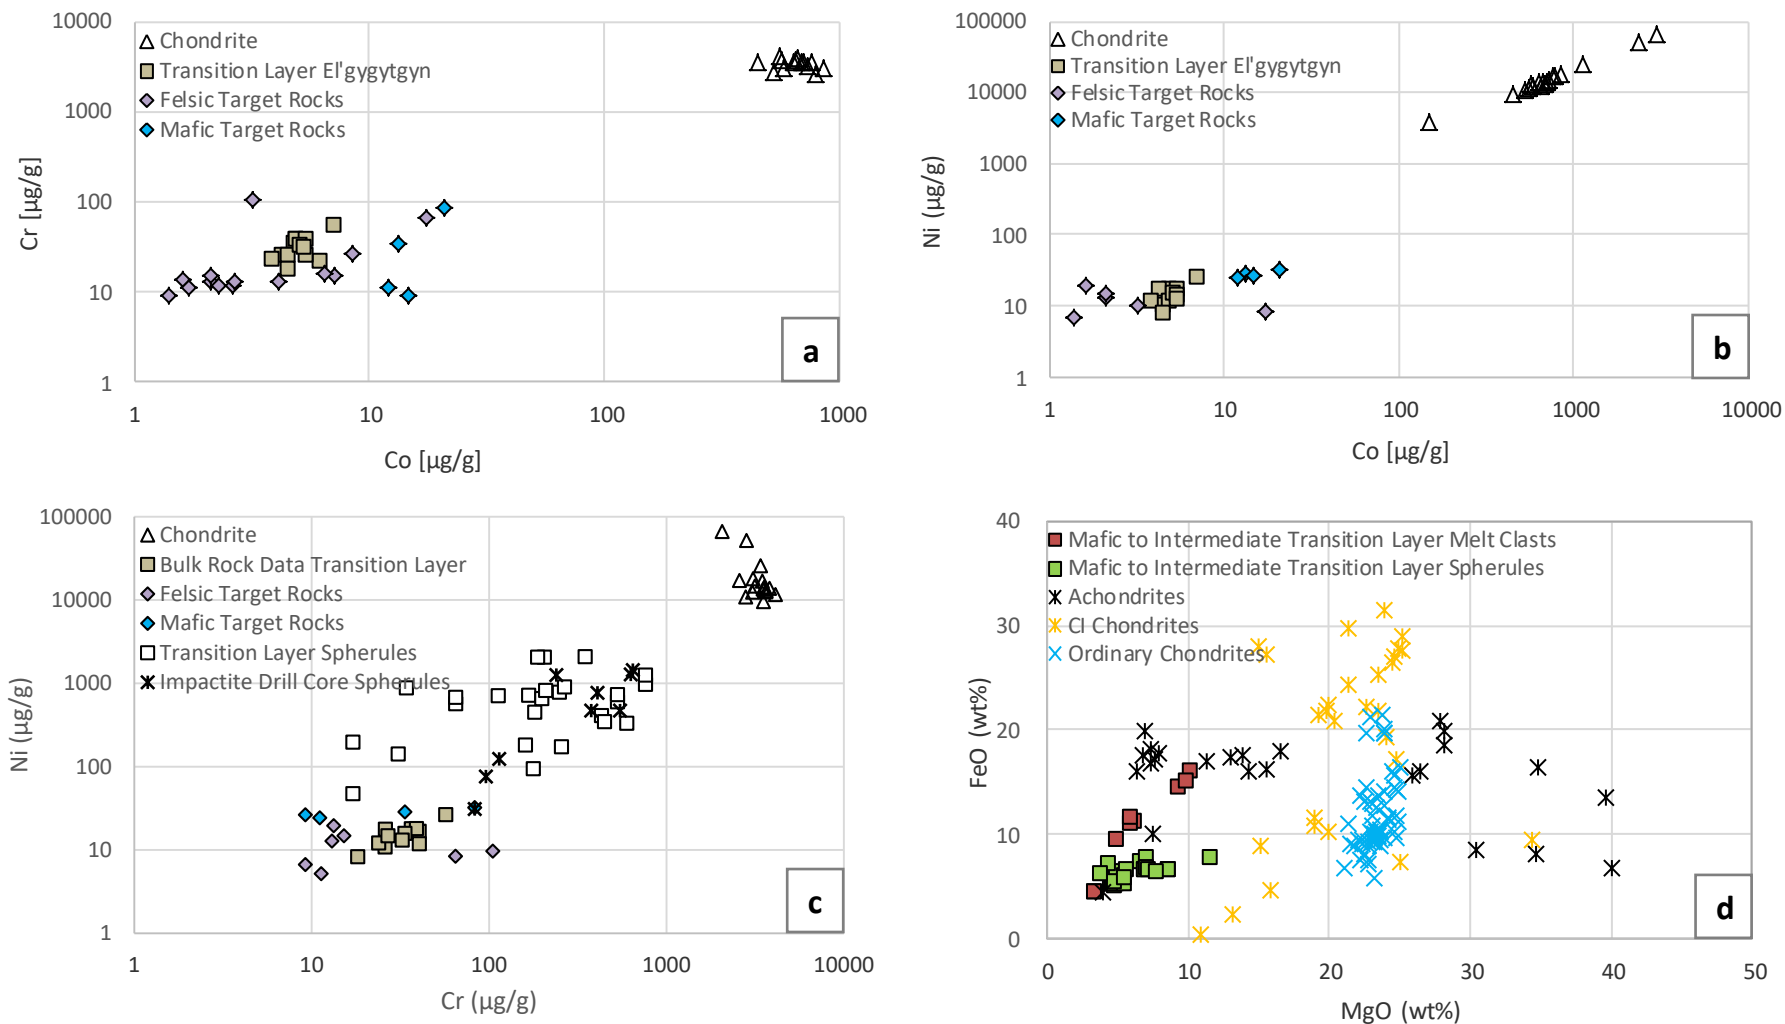 10000
1000
100
10
1
Cr [µg/g]
Chondrite
Transition Layer El'gygytgyn
Felsic Target Rocks
Mafic Target Rocks
a
1
10
100
1000
Co [µg/g]
100000
10000
1000
100
10
1
Ni (µg/g)
Chondrite
Transition Layer El'gygytgyn
Felsic Target Rocks
Mafic Target Rocks
b
1
10
100
1000
10000
Co [µg/g]
100000
10000
1000
100
10
1
Ni (µg/g)
Chondrite
Bulk Rock Data Transition Layer
Felsic Target Rocks
Mafic Target Rocks
Transition Layer Spherules
Impactite Drill Core Spherules
c
1
10
100
1000
10000
Cr (µg/g)
40
30
20
10
0
FeO (wt%)
Mafic to Intermediate Transition Layer Melt Clasts
Mafic to Intermediate Transition Layer Spherules
Achondrites
CI Chondrites
Ordinary Chondrites
d
0
10
20
30
40
50
MgO (wt%)